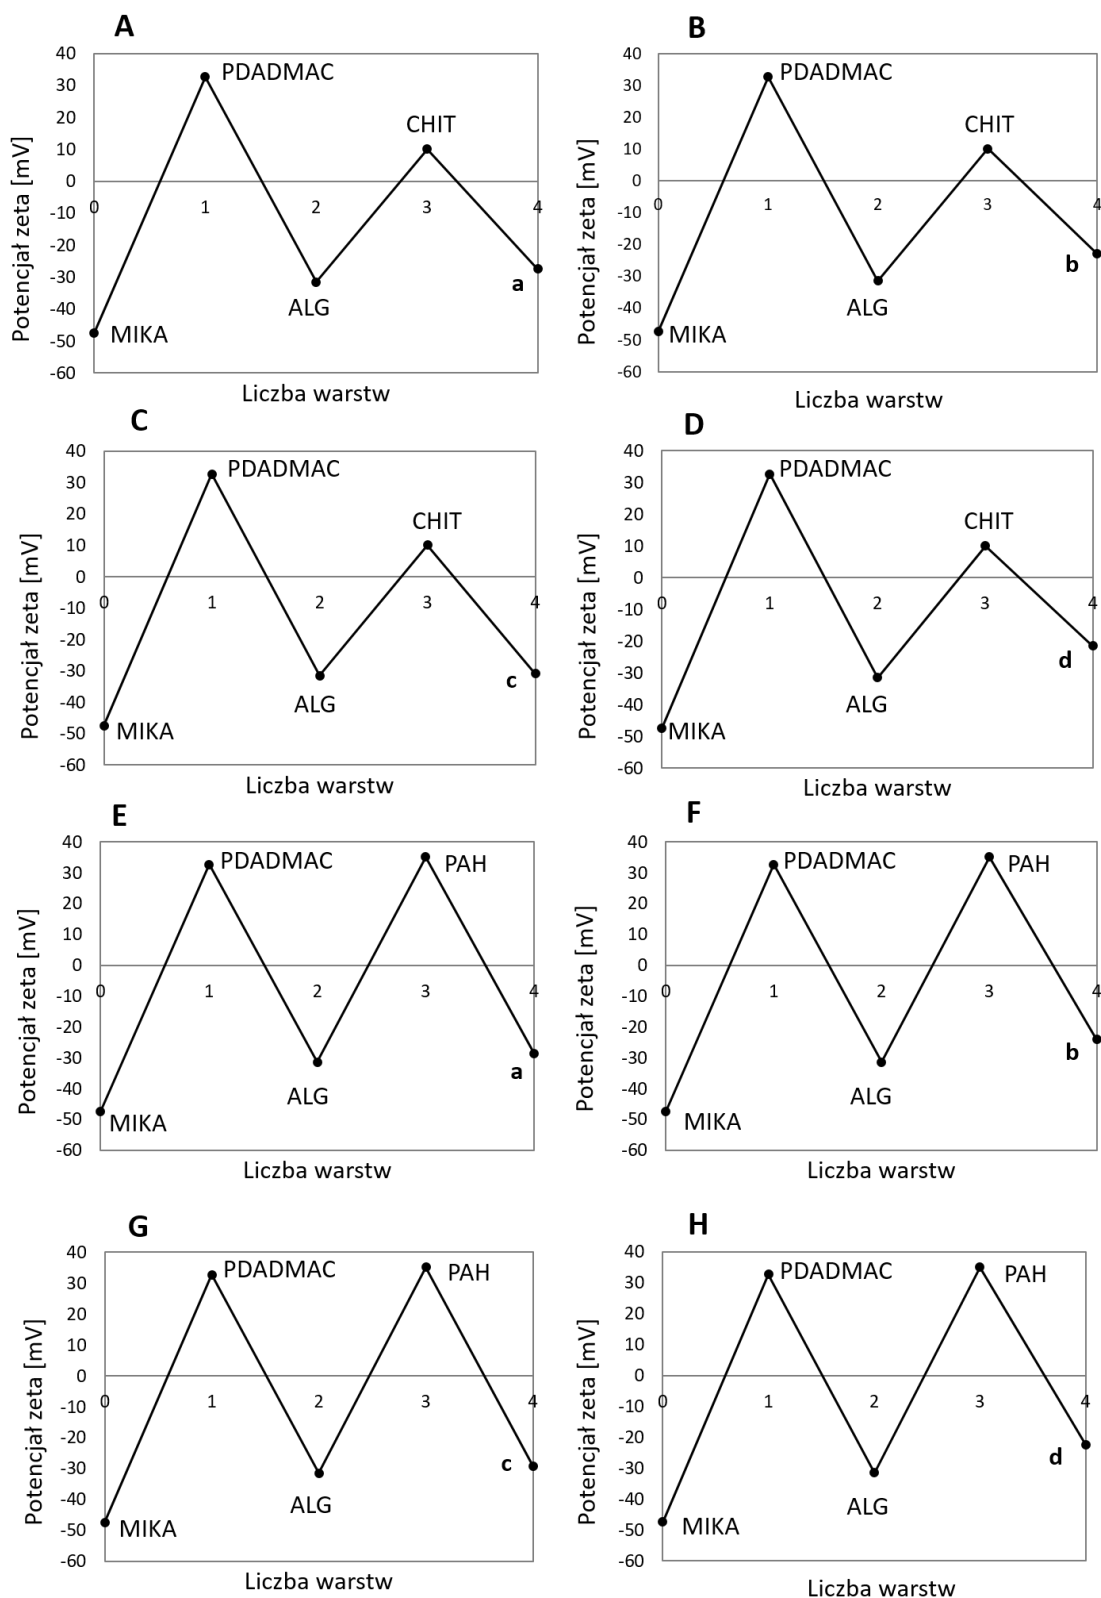 A
40
30
20
10
0
-10
-20
-30
-40
-50
-60
Potencjał zeta [mV]
0 1 2 3 4
PDADMAC
CHIT
ALG
MIKA
a
Liczba warstw
B
40
30
20
10
0
-10
-20
-30
-40
-50
-60
Potencjał zeta [mV]
0 1 2 3 4
PDADMAC
CHIT
ALG
MIKA
b
Liczba warstw
C
40
30
20
10
0
-10
-20
-30
-40
-50
-60
Potencjał zeta [mV]
0 1 2 3 4
PDADMAC
CHIT
ALG
MIKA
c
Liczba warstw
D
40
30
20
10
0
-10
-20
-30
-40
-50
-60
Potencjał zeta [mV]
0 1 2 3 4
PDADMAC
CHIT
ALG
MIKA
d
Liczba warstw
E
40
30
20
10
0
-10
-20
-30
-40
-50
-60
Potencjał zeta [mV]
0 1 2 3 4
PDADMAC
PAH
ALG
MIKA
a
Liczba warstw
F
40
30
20
10
0
-10
-20
-30
-40
-50
-60
Potencjał zeta [mV]
0 1 2 3 4
PDADMAC
PAH
ALG
MIKA
b
Liczba warstw
G
40
30
20
10
0
-10
-20
-30
-40
-50
-60
Potencjał zeta [mV]
0 1 2 3 4
PDADMAC
PAH
ALG
MIKA
c
Liczba warstw
H
40
30
20
10
0
-10
-20
-30
-40
-50
-60
Potencjał zeta [mV]
0 1 2 3 4
PDADMAC
PAH
ALG
MIKA
d
Liczba warstw